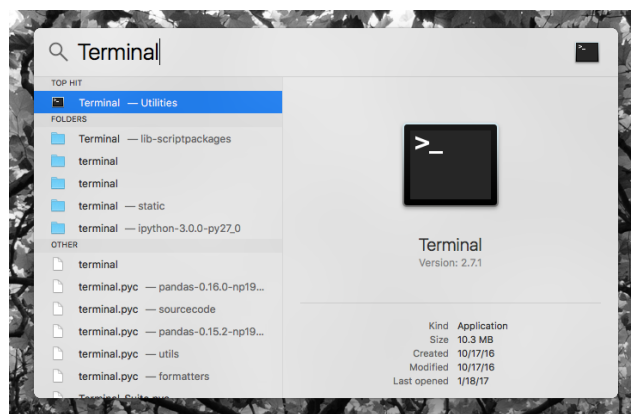 Terminal
TOP HIT
Terminal — Utilities
FOLDERS
Terminal — lib-scriptpackages
terminal
terminal
terminal — static
terminal — ipython-3.0.0-py27_0
OTHER
terminal
terminal.pyc — pandas-0.16.0-np19...
terminal.pyc — sourcecode
terminal.pyc — pandas-0.15.2-np19...
terminal.pyc — utils
terminal.pyc — formatters
>_
Terminal
Version: 2.7.1
Kind Application
Size 10.3 MB
Created 10/17/16
Modified 10/17/16
Last opened 1/18/17